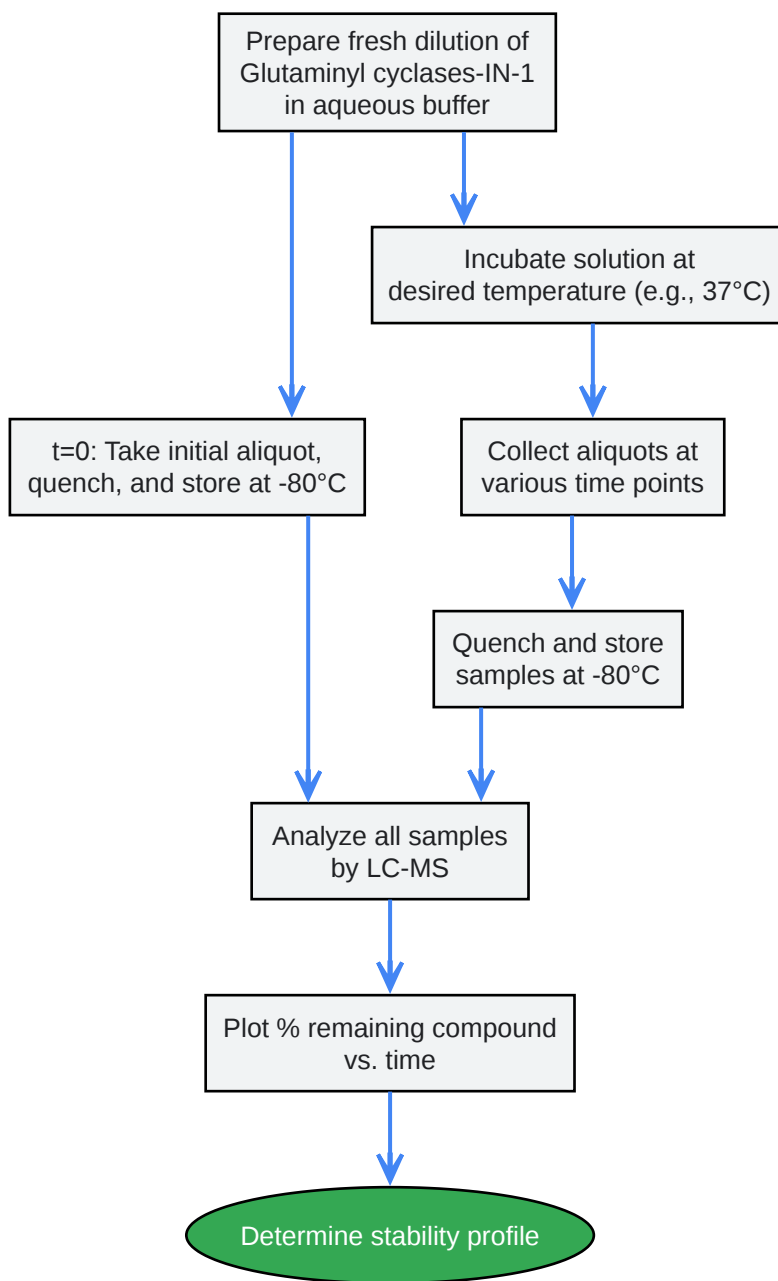 Prepare fresh dilution of
Glutaminyl cyclases-IN-1
in aqueous buffer
Incubate solution at
desired temperature (e.g., 37°C)
t=0: Take initial aliquot,
quench, and store at -80°C
Collect aliquots at
various time points
Quench and store
samples at -80°C
Analyze all samples
by LC-MS
Plot % remaining compound
vs. time
Determine stability profile